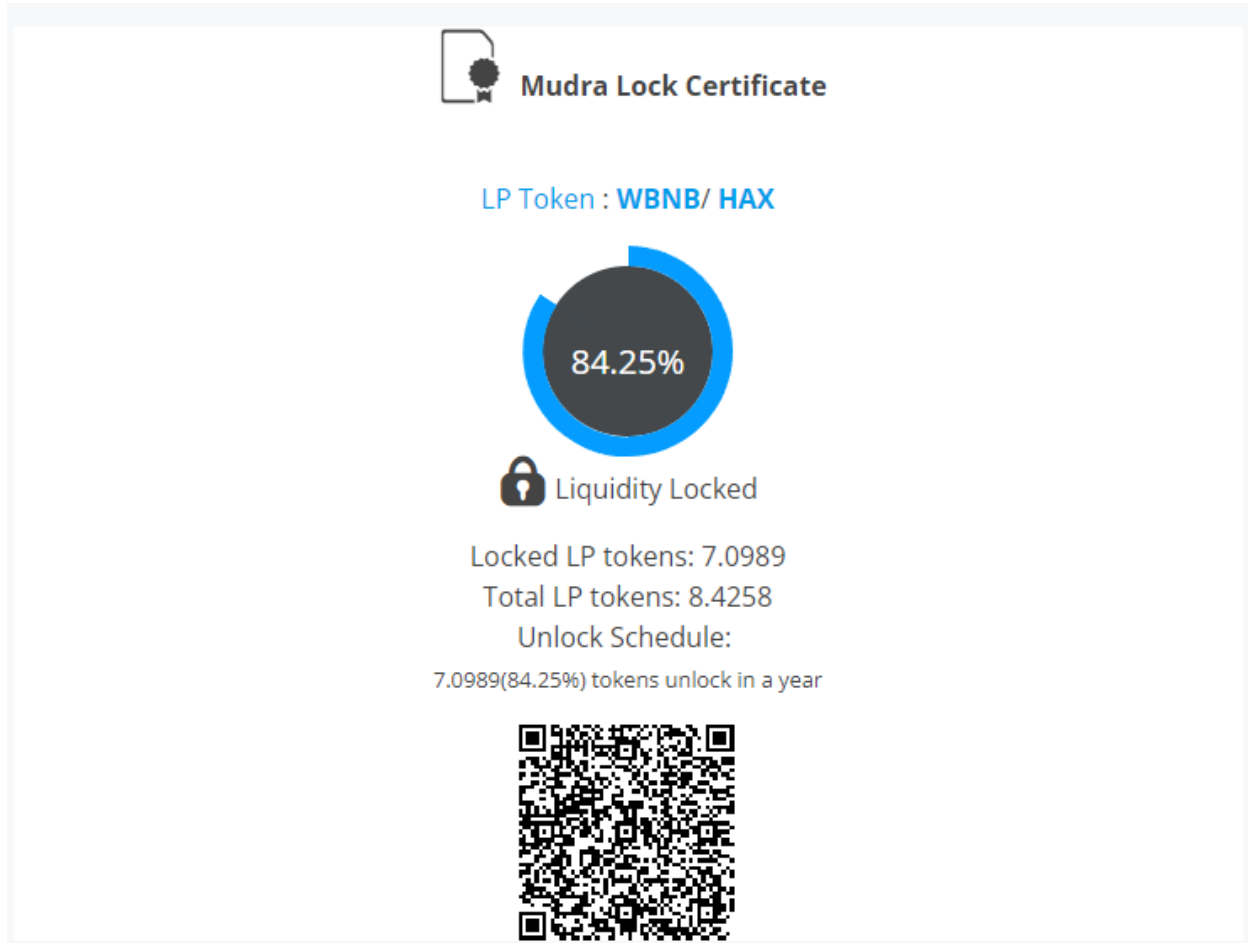 Mudra Lock Certificate
LP Token : WBNB/ HAX
84.25%
Liquidity Locked
Locked LP tokens: 7.0989
Total LP tokens: 8.4258
Unlock Schedule:
7.0989(84.25%) tokens unlock in a year